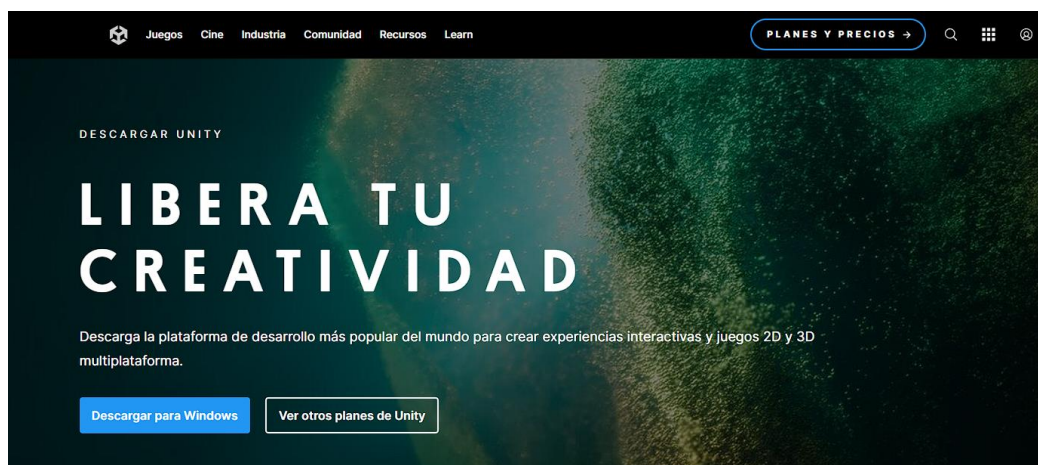 Juegos Cine Industria Comunidad Recursos Learn PLANES Y PRECIOS →
DESCARGAR UNITY
LIBERA TU
CREATIVIDAD
Descarga la plataforma de desarrollo más popular del mundo para crear experiencias interactivas y juegos 2D y 3D
multiplataforma.
Descargar para Windows Ver otros planes de Unity